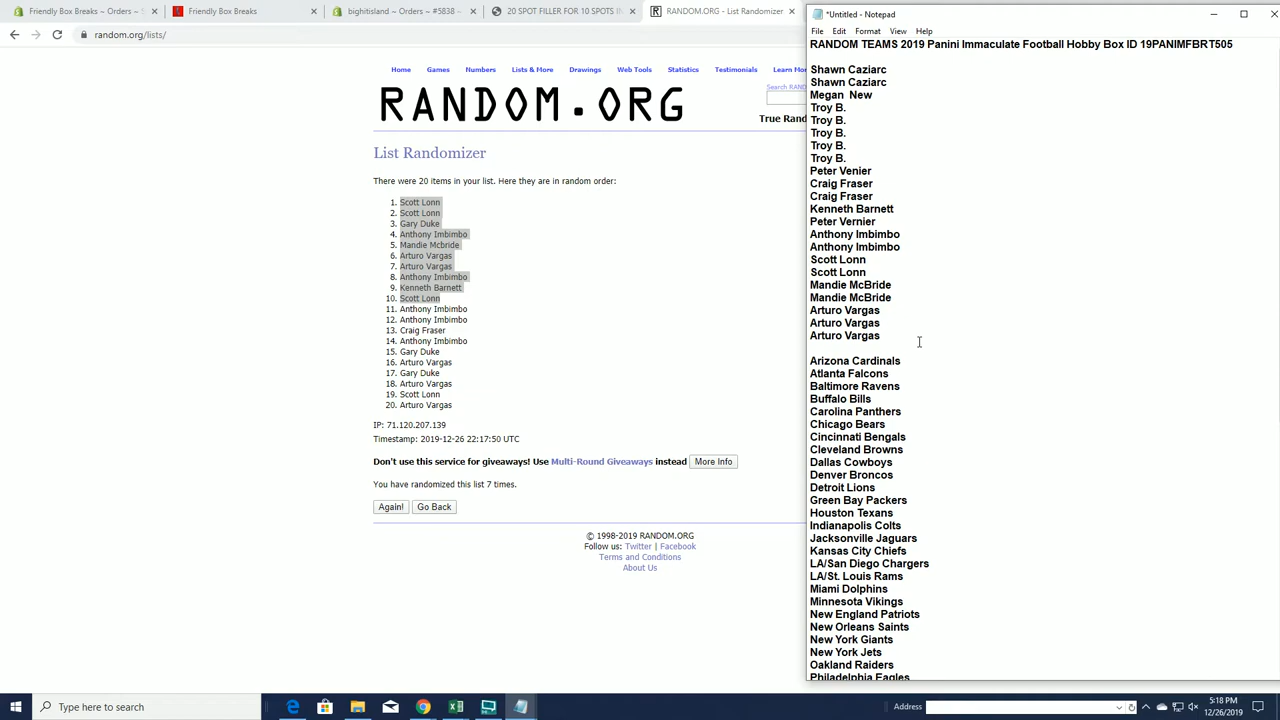 Friendly Box Breaks ~ Orders ~ S
Friendly Box Breaks
bighitisland ~ Orders ~ #5838 ~
20 SPOT FILLER FOR 10 SPOTS IN
RANDOM.ORG - List Randomizer
random.org/lists/
Home Games Numbers Lists & More Drawings Web Tools Statistics Testimonials Learn Mor
Search RAND
RANDOM.ORG
True Rand
List Randomizer
There were 20 items in your list. Here they are in random order:
1. Scott Lonn
2. Scott Lonn
3. Gary Duke
4. Anthony Imbimbo
5. Mandie Mcbride
6. Arturo Vargas
7. Arturo Vargas
8. Anthony Imbimbo
9. Kenneth Barnett
10. Scott Lonn
11. Anthony Imbimbo
12. Anthony Imbimbo
13. Craig Fraser
14. Anthony Imbimbo
15. Gary Duke
16. Arturo Vargas
17. Gary Duke
18. Arturo Vargas
19. Scott Lonn
20. Arturo Vargas
IP: 71.120.207.139
Timestamp: 2019-12-26 22:17:50 UTC
Don't use this service for giveaways! Use Multi-Round Giveaways instead More Info
You have randomized this list 7 times.
Again! Go Back
© 1998-2019 RANDOM.ORG
Follow us: Twitter | Facebook
Terms and Conditions
About Us
*Untitled - Notepad
File Edit Format View Help
RANDOM TEAMS 2019 Panini Immaculate Football Hobby Box ID 19PANIMFBRT505
Shawn Caziarc
Shawn Caziarc
Megan  New
Troy B.
Troy B.
Troy B.
Troy B.
Troy B.
Peter Venier
Craig Fraser
Craig Fraser
Kenneth Barnett
Peter Vernier
Anthony Imbimbo
Anthony Imbimbo
Scott Lonn
Scott Lonn
Mandie McBride
Mandie McBride
Arturo Vargas
Arturo Vargas
Arturo Vargas
Arizona Cardinals
Atlanta Falcons
Baltimore Ravens
Buffalo Bills
Carolina Panthers
Chicago Bears
Cincinnati Bengals
Cleveland Browns
Dallas Cowboys
Denver Broncos
Detroit Lions
Green Bay Packers
Houston Texans
Indianapolis Colts
Jacksonville Jaguars
Kansas City Chiefs
LA/San Diego Chargers
LA/St. Louis Rams
Miami Dolphins
Minnesota Vikings
New England Patriots
New Orleans Saints
New York Giants
New York Jets
Oakland Raiders
Philadelphia Eagles
Type here to search
Address
5:18 PM
12/26/2019